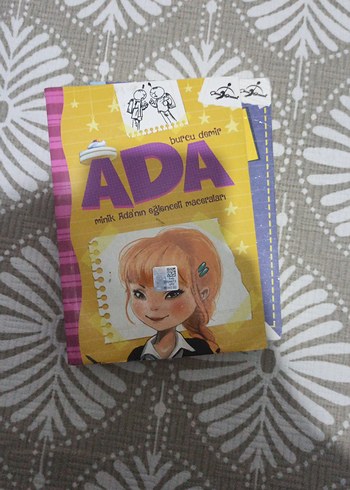 burcu demir
ADA
minik Ada'nın eğlenceli maceraları